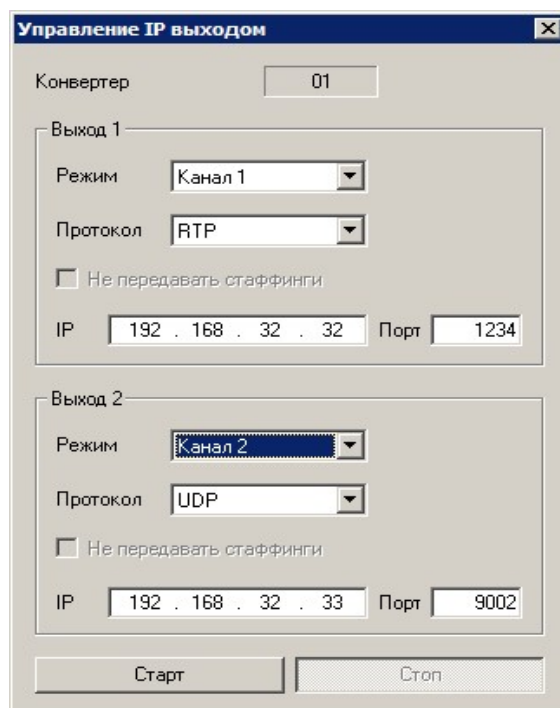 Управление IP выходом
Конвертер 01
Выход 1
Режим Канал 1
Протокол RTP
Не передавать стаффинги
IP 192 . 168 . 32 . 32 Порт 1234
Выход 2
Режим Канал 2
Протокол UDP
Не передавать стаффинги
IP 192 . 168 . 32 . 33 Порт 9002
Старт Стоп